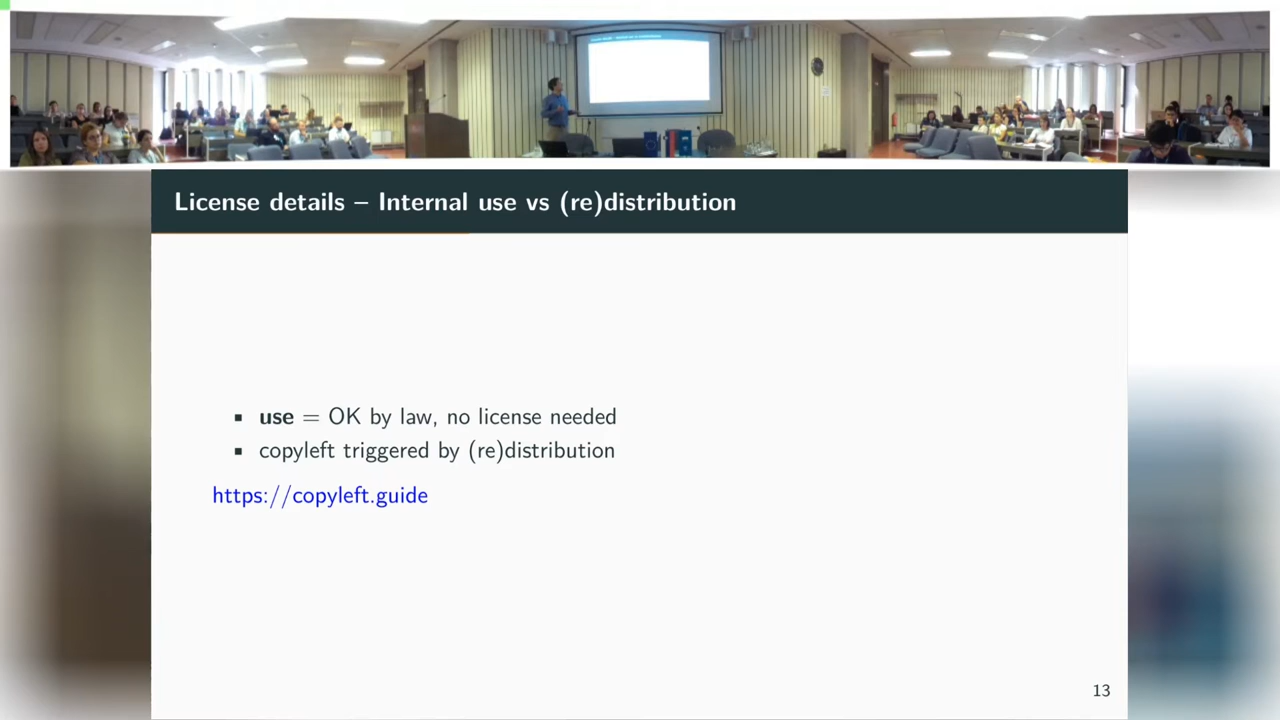 License details – Internal use vs (re)distribution
▪ use = OK by law, no license needed
▪ copyleft triggered by (re)distribution
https://copyleft.guide
13